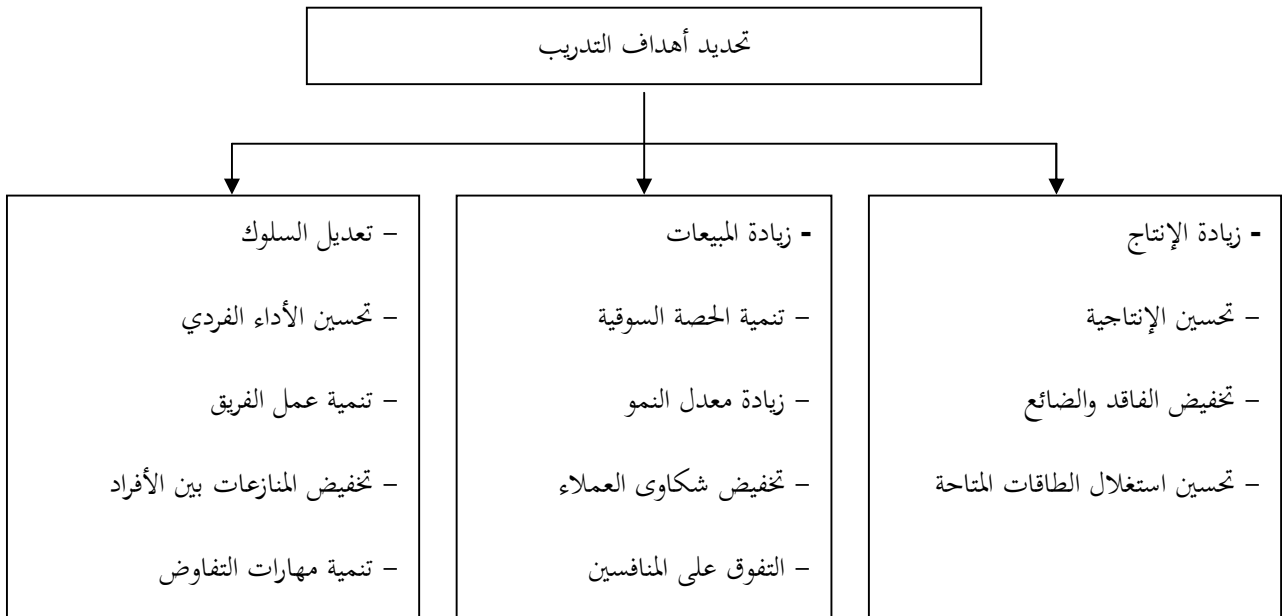 تحديد أهداف التدريب
- زيادة الإنتاج
– تحسين الإنتاجية
– تخفيض الفاقد والضائع
– تحسين استغلال الطاقات المتاحة
- زيادة المبيعات
– تنمية الحصة السوقية
– زيادة معدل النمو
– تخفيض شكاوى العملاء
– التفوق على المنافسين
– تعديل السلوك
– تحسين الأداء الفردي
– تنمية عمل الفريق
– تخفيض المنازعات بين الأفراد
– تنمية مهارات التفاوض